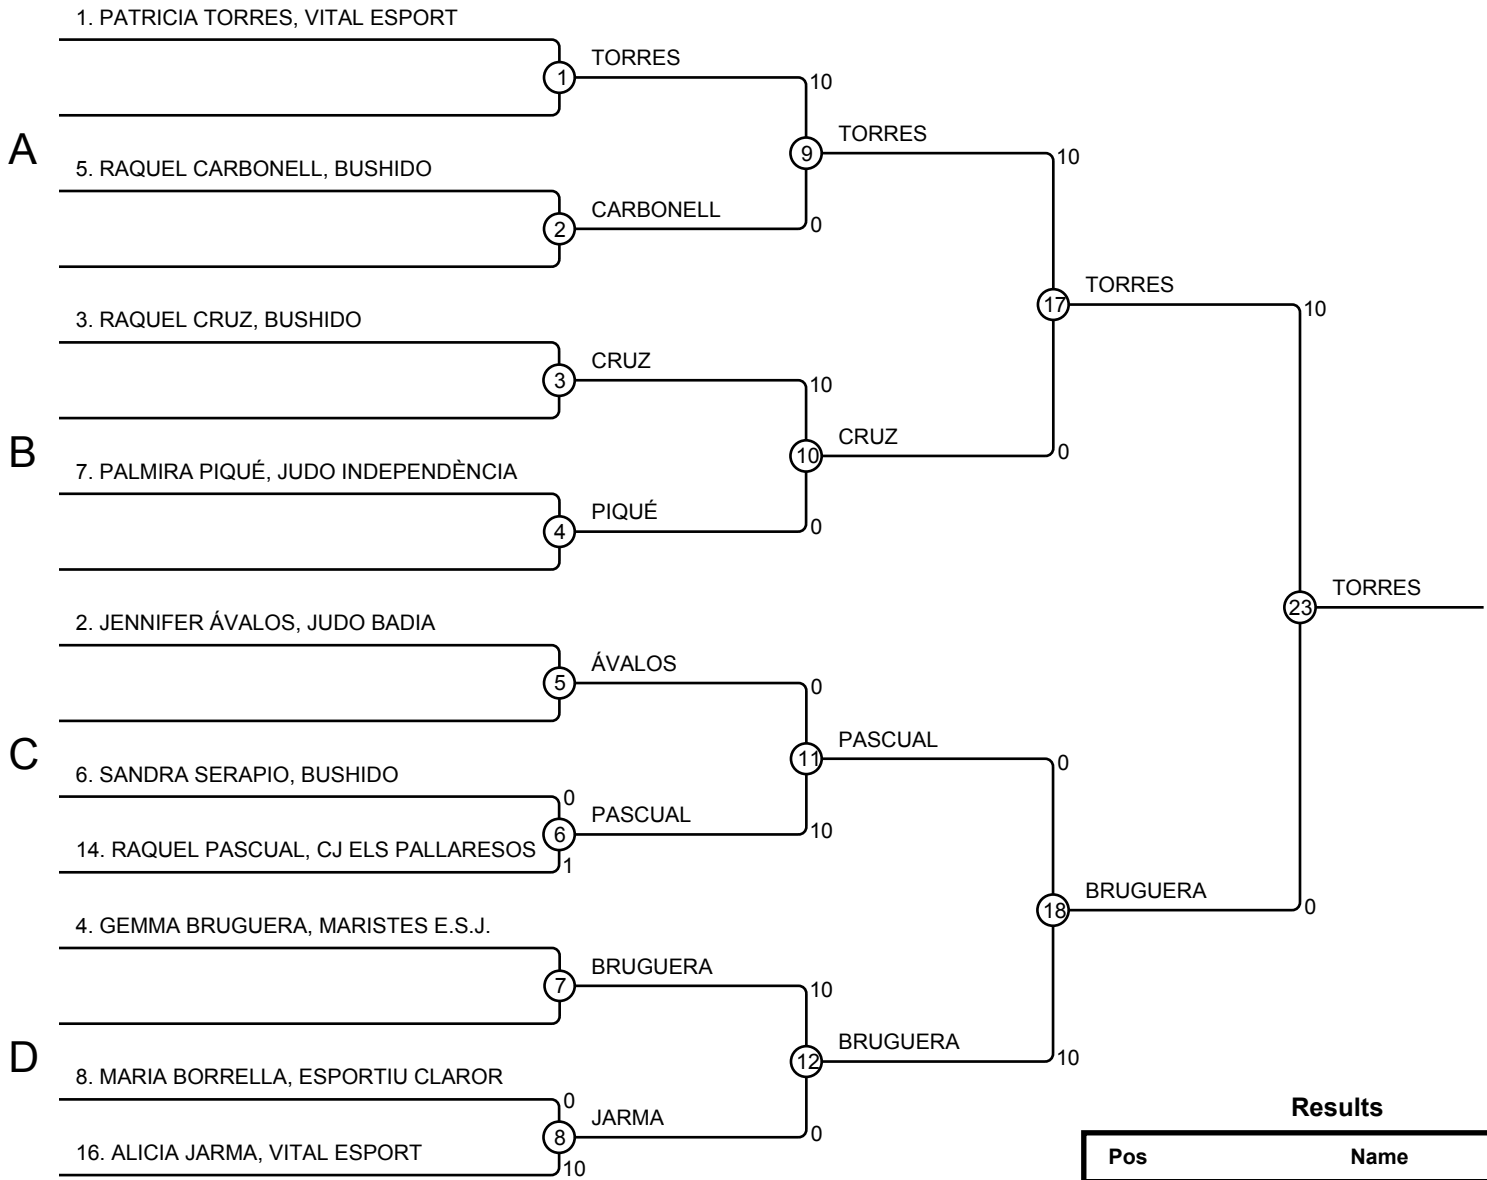 1. PATRICIA TORRES, VITAL ESPORT
TORRES
1
10
A
TORRES
9
10
5. RAQUEL CARBONELL, BUSHIDO
CARBONELL
2
0
TORRES
17
10
3. RAQUEL CRUZ, BUSHIDO
CRUZ
3
10
B
CRUZ
10
0
7. PALMIRA PIQUÉ, JUDO INDEPENDÈNCIA
PIQUÉ
4
0
TORRES
23
2. JENNIFER ÁVALOS, JUDO BADIA
ÁVALOS
5
0
C
PASCUAL
11
0
6. SANDRA SERAPIO, BUSHIDO
0
PASCUAL
6
10
14. RAQUEL PASCUAL, CJ ELS PALLARESOS
1
BRUGUERA
18
0
4. GEMMA BRUGUERA, MARISTES E.S.J.
BRUGUERA
7
10
D
BRUGUERA
12
10
8. MARIA BORRELLA, ESPORTIU CLAROR
0
JARMA
8
0
16. ALICIA JARMA, VITAL ESPORT
10
Results
Pos Name